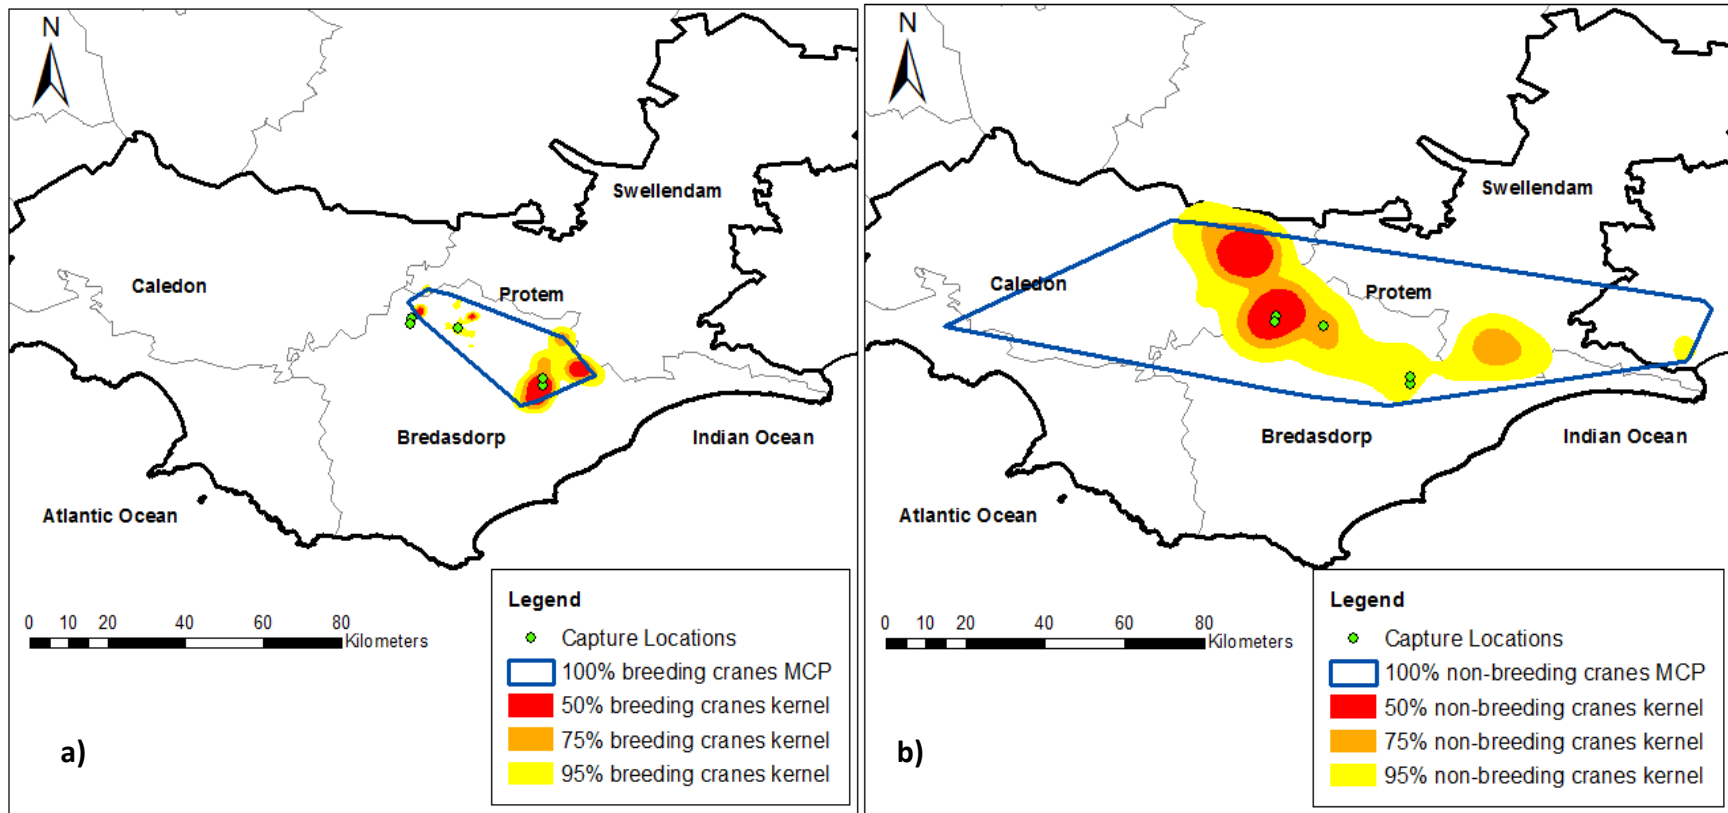 N
Swellendam
Caledon
Protem
Bredasdorp
Indian Ocean
Atlantic Ocean
0 10 20 40 60 80
Kilometers
Legend
Capture Locations
100% breeding cranes MCP
50% breeding cranes kernel
75% breeding cranes kernel
95% breeding cranes kernel
a)
N
Swellendam
Caledon
Protem
Bredasdorp
Indian Ocean
Atlantic Ocean
0 10 20 40 60 80
Kilometers
Legend
Capture Locations
100% non-breeding cranes MCP
50% non-breeding cranes kernel
75% non-breeding cranes kernel
95% non-breeding cranes kernel
b)